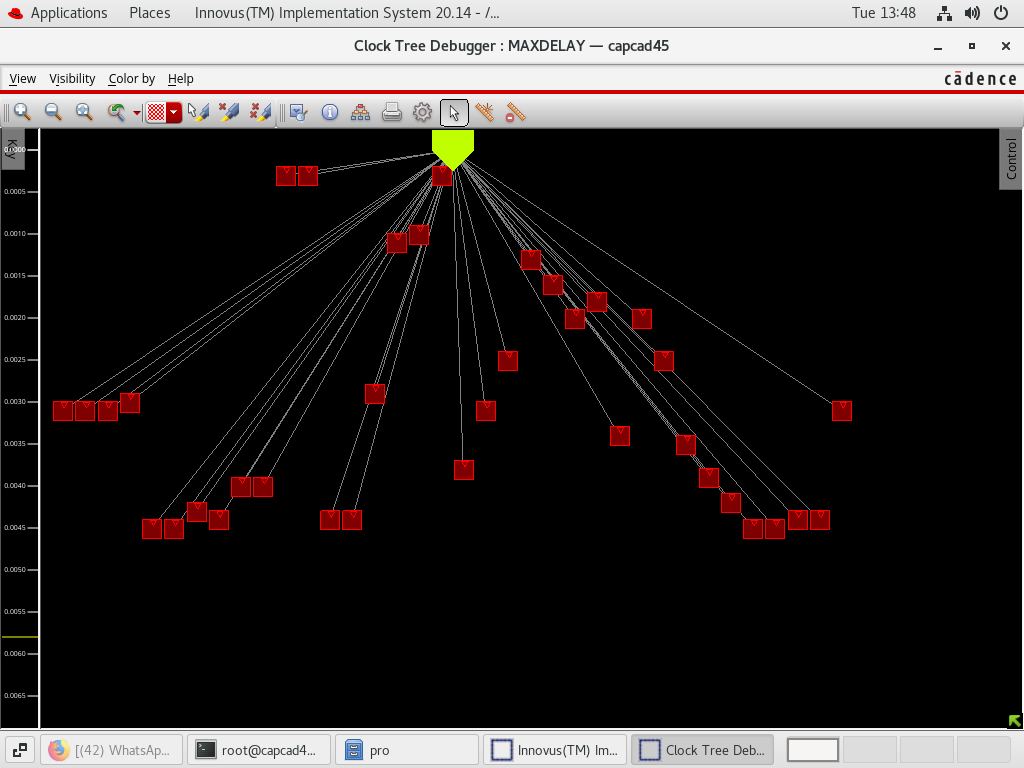 Applications Places Innovus(TM) Implementation System 20.14 - /... Tue 13:48
Clock Tree Debugger : MAXDELAY — capcad45
View Visibility Color by Help cādence
Key
Control
0.000
0.0005
0.0010
0.0015
0.0020
0.0025
0.0030
0.0035
0.0040
0.0045
0.0050
0.0055
0.0060
0.0065
[(42) WhatsAp... root@capcad4... pro Innovus(TM) Im... Clock Tree Deb...